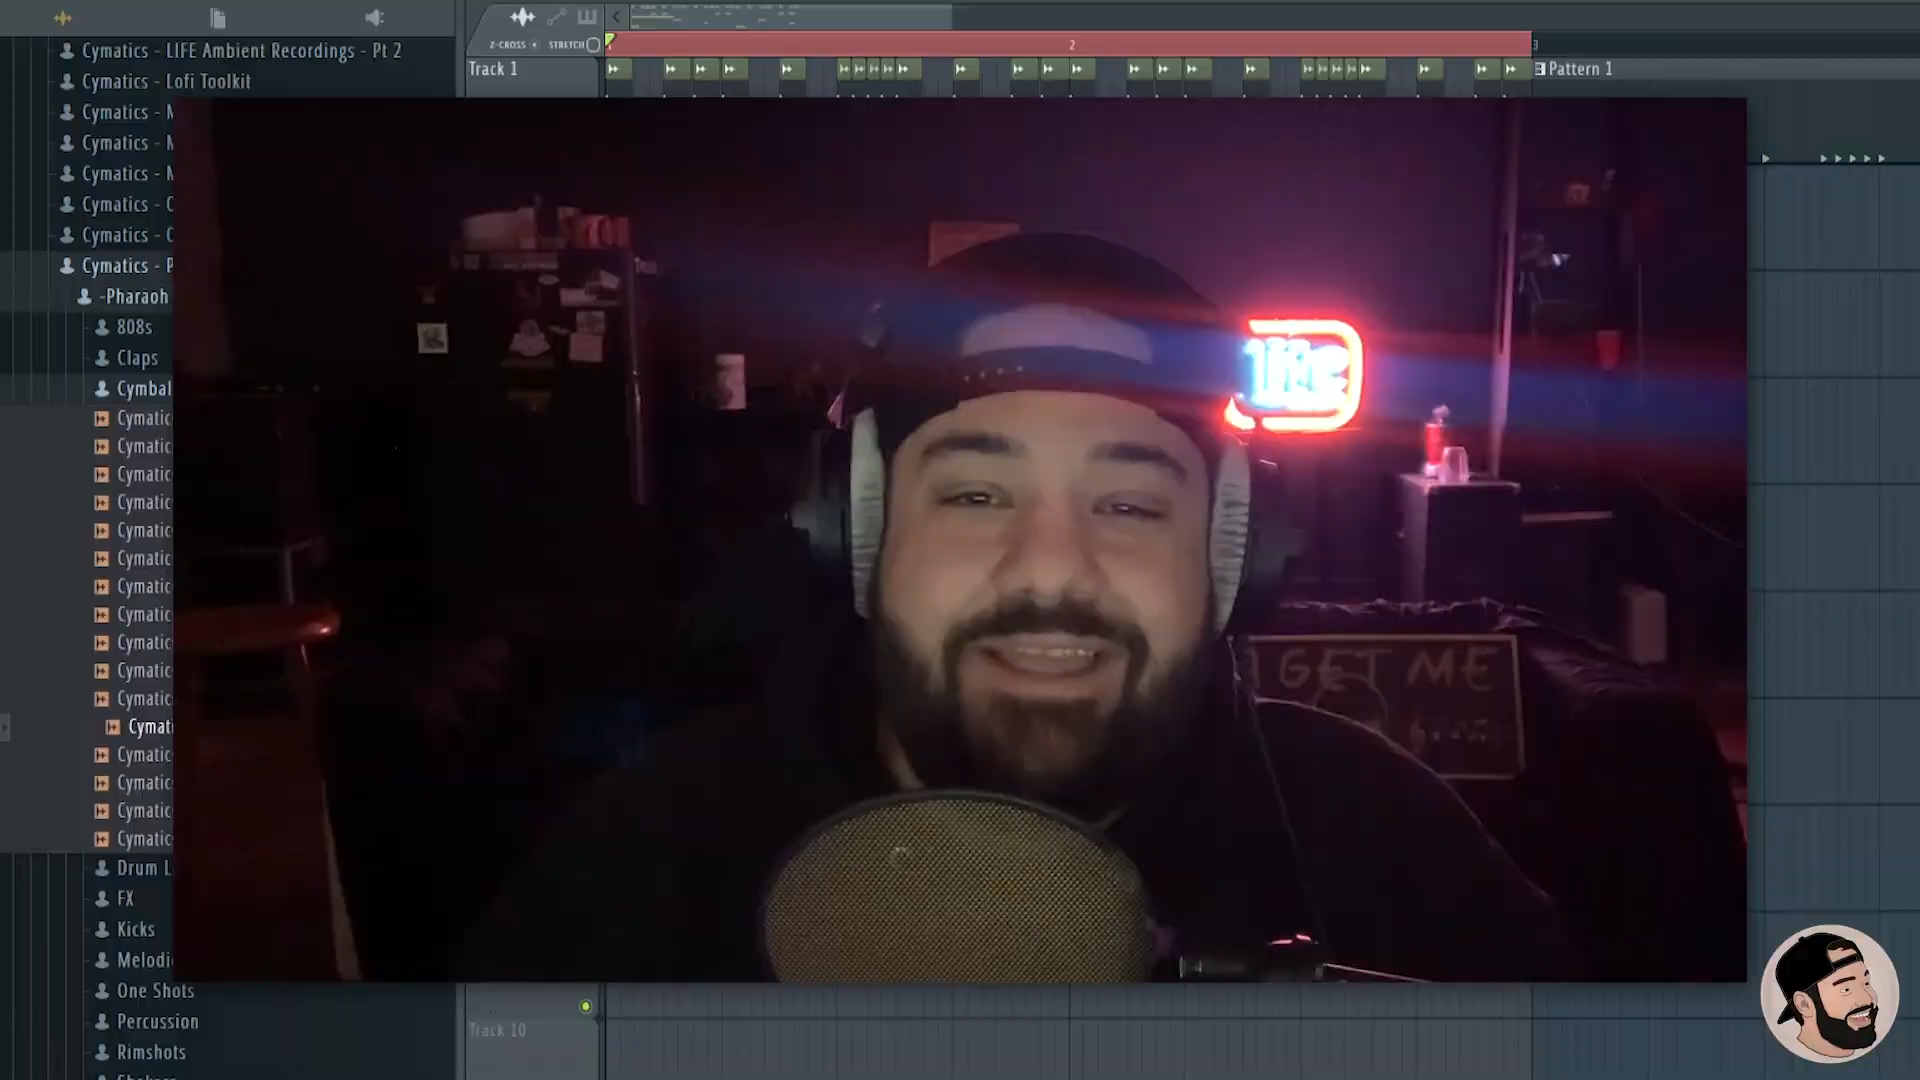 Cymatics - LIFE Ambient Recordings - Pt 2
Cymatics - Lofi Toolkit
Cymatics - M
Cymatics - M
Cymatics - M
Cymatics - C
Cymatics - C
Cymatics - P
-Pharaoh
808s
Claps
Cymbal
Cymatic
Cymatic
Cymatic
Cymatic
Cymatic
Cymatic
Cymatic
Cymatic
Cymatic
Cymatic
Cymatic
Cymati
Cymatic
Cymatic
Cymatic
Cymatic
Drum L
FX
Kicks
Melodi
One Shots
Percussion
Rimshots
Z-CROSS
STRETCH
2
3
Track 1
Pattern 1
GET ME
Track 10